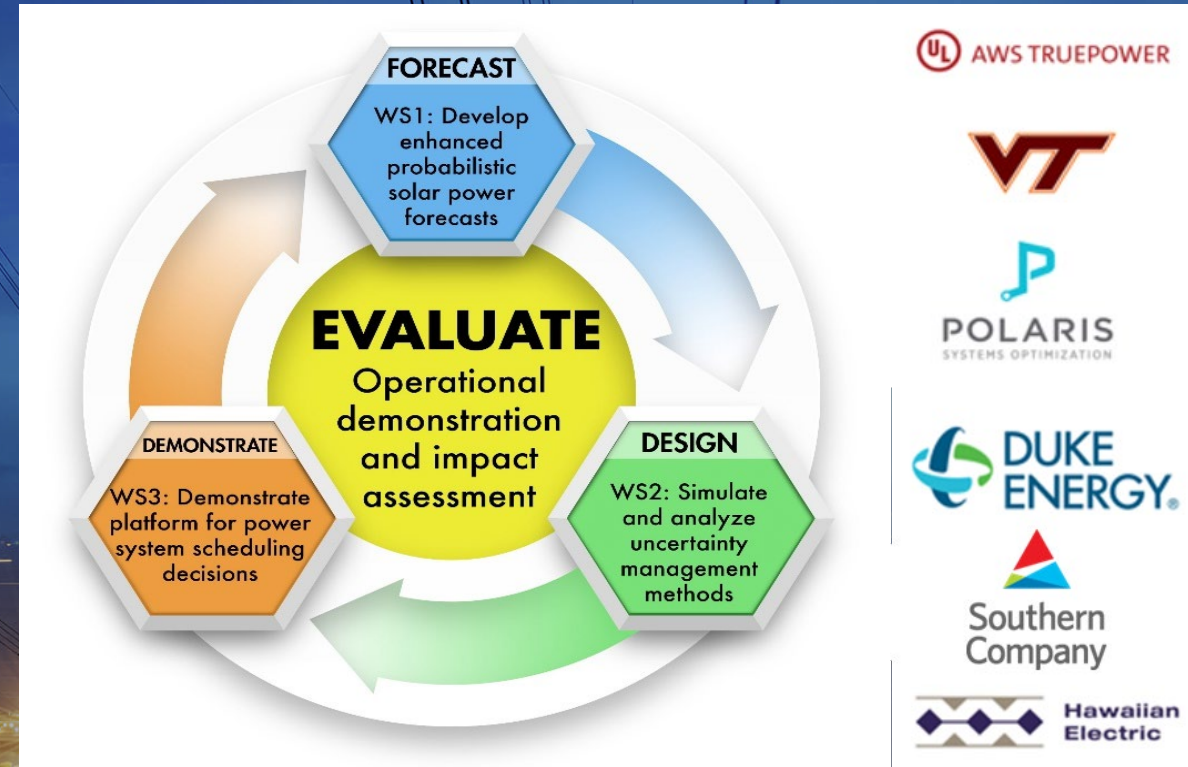 FORECAST
WS1: Develop
enhanced
probabilistic
solar power
forecasts
EVALUATE
Operational
demonstration
and impact
assessment
DEMONSTRATE
WS3: Demonstrate
platform for power
system scheduling
decisions
DESIGN
WS2: Simulate
and analyze
uncertainty
management
methods
UL AWS TRUEPOWER
VT
POLARIS
SYSTEMS OPTIMIZATION
DUKE
ENERGY®
Southern
Company
Hawaiian
Electric